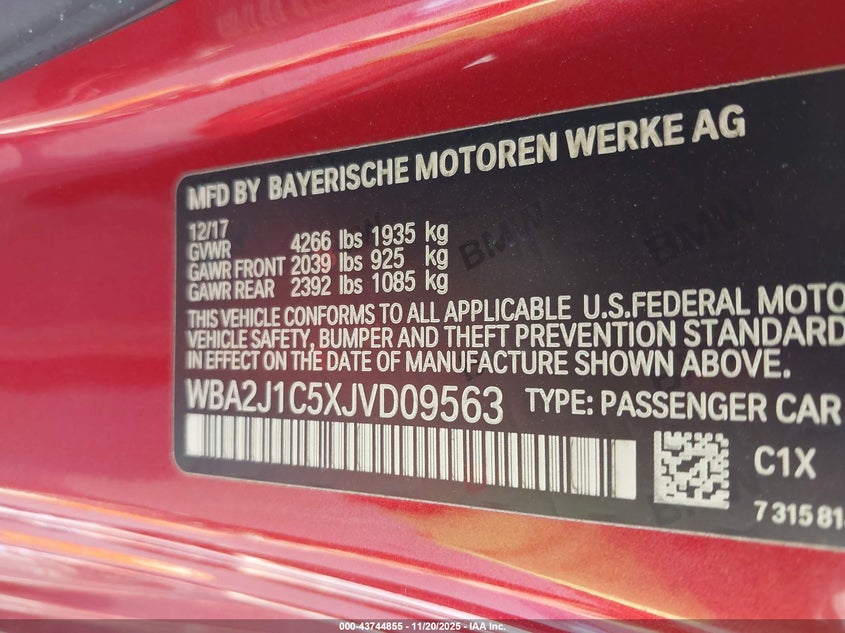 MFD BY BAYERISCHE MOTOREN WERKE AG
12/17
GVWR 4266 lbs 1935 kg
GAWR FRONT 2039 lbs 925 kg
GAWR REAR 2392 lbs 1085 kg
THIS VEHICLE CONFORMS TO ALL APPLICABLE U.S.FEDERAL MOTO
VEHICLE SAFETY, BUMPER AND THEFT PREVENTION STANDARD
IN EFFECT ON THE DATE OF MANUFACTURE SHOWN ABOVE.
WBA2J1C5XJVD09563 TYPE: PASSENGER CAR
C1X
7 315 81
BMW
BMW
BMW
000-43744855 - 11/20/2025 - IAA Inc.